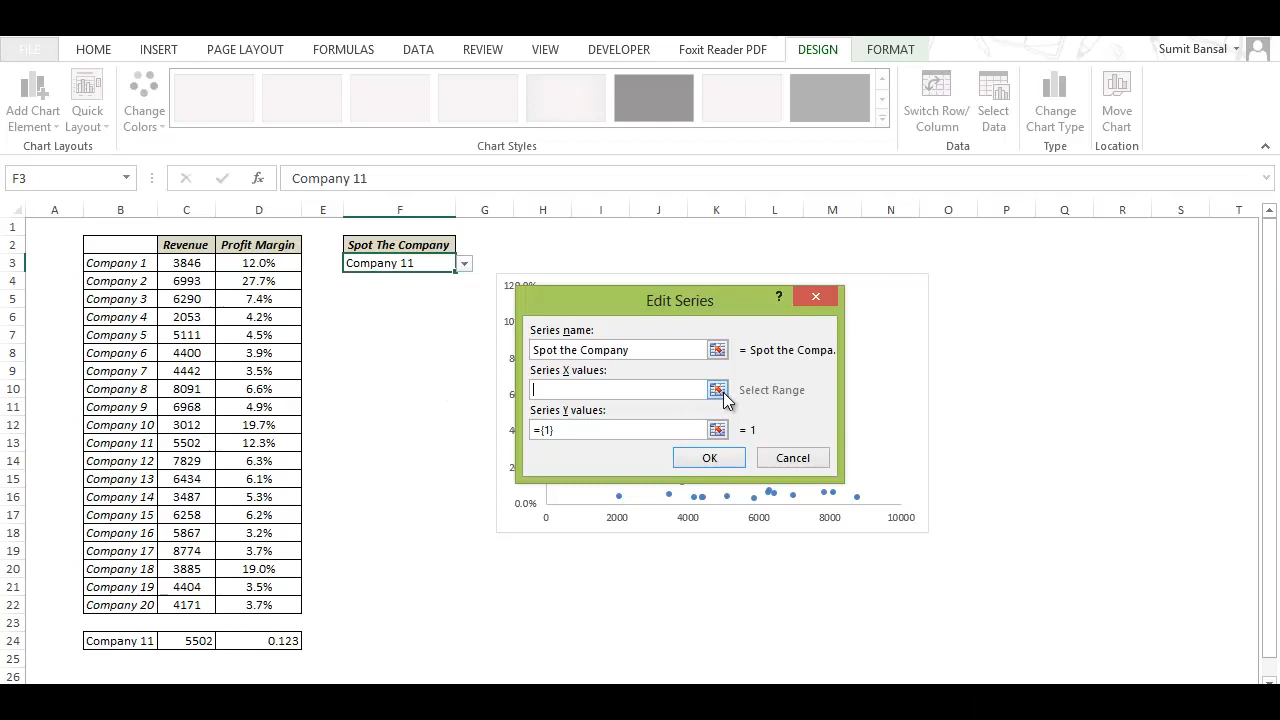 FILE HOME INSERT PAGE LAYOUT FORMULAS DATA REVIEW VIEW DEVELOPER Foxit Reader PDF DESIGN FORMAT Sumit Bansal
Add Chart Quick Change Switch Row/ Select Change Move
Element Layout Colors Column Data Chart Type Chart
Chart Layouts Chart Styles Data Type Location
F3 fx Company 11
A B C D E F G H I J K L M N O P Q R S T
1
2 Revenue Profit Margin Spot The Company
3 Company 1 3846 12.0% Company 11
4 Company 2 6993 27.7%
5 Company 3 6290 7.4%
6 Company 4 2053 4.2%
7 Company 5 5111 4.5%
8 Company 6 4400 3.9%
9 Company 7 4442 3.5%
10 Company 8 8091 6.6%
11 Company 9 6968 4.9%
12 Company 10 3012 19.7%
13 Company 11 5502 12.3%
14 Company 12 7829 6.3%
15 Company 13 6434 6.1%
16 Company 14 3487 5.3%
17 Company 15 6258 6.2%
18 Company 16 5867 3.2%
19 Company 17 8774 3.7%
20 Company 18 3885 19.0%
21 Company 19 4404 3.5%
22 Company 20 4171 3.7%
23
24 Company 11 5502 0.123
25
26
Edit Series ?
Series name:
Spot the Company = Spot the Compa.
Series X values:
Select Range
Series Y values:
={1} = 1
OK Cancel
0.0%
0 2000 4000 6000 8000 10000